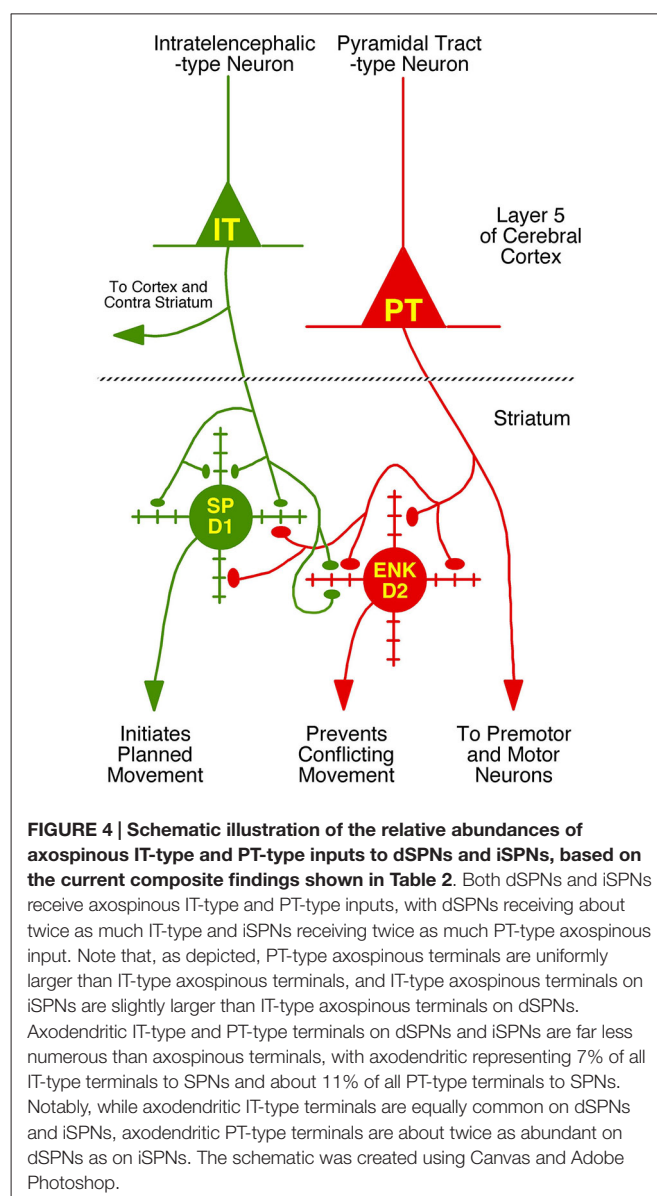 Intratelencephalic
-type Neuron
Pyramidal Tract
-type Neuron
IT
Layer 5
of Cerebral
Cortex
To Cortex and
Contra Striatum
PT
Striatum
SP
D1
ENK
D2
Initiates
Planned
Movement
Prevents
Conflicting
Movement
To Premotor
and Motor
Neurons
FIGURE 4 | Schematic illustration of the relative abundances of
axospinous IT-type and PT-type inputs to dSPNs and iSPNs, based on
the current composite findings shown in Table 2. Both dSPNs and iSPNs
receive axospinous IT-type and PT-type inputs, with dSPNs receiving about
twice as much IT-type and iSPNs receiving twice as much PT-type axospinous
input. Note that, as depicted, PT-type axospinous terminals are uniformly
larger than IT-type axospinous terminals, and IT-type axospinous terminals on
iSPNs are slightly larger than IT-type axospinous terminals on dSPNs.
Axodendritic IT-type and PT-type terminals on dSPNs and iSPNs are far less
numerous than axospinous terminals, with axodendritic representing 7% of all
IT-type terminals to SPNs and about 11% of all PT-type terminals to SPNs.
Notably, while axodendritic IT-type terminals are equally common on dSPNs
and iSPNs, axodendritic PT-type terminals are about twice as abundant on
dSPNs as on iSPNs. The schematic was created using Canvas and Adobe
Photoshop.